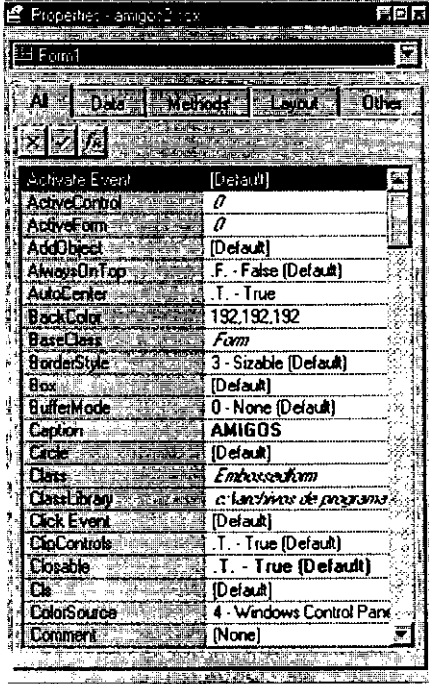 Properties - amigo
Form1
All Data Methods Layout Other
Activate Event [Default]
ActiveControl 0
ActiveForm 0
AddObject [Default]
AlwaysOnTop .F. - False (Default)
AutoCenter .T. - True
BackColor 192,192,192
BaseClass Form
BorderStyle 3 - Sizable (Default)
Box [Default]
BufferMode 0 - None (Default)
Caption AMIGOS
Circle [Default]
Class Embossedform
ClassLibrary c:\archivos de programa
Click Event [Default]
ClipControls .T. - True (Default)
Closable .T. - True (Default)
Cls [Default]
ColorSource 4 - Windows Control Pane
Comment (None)